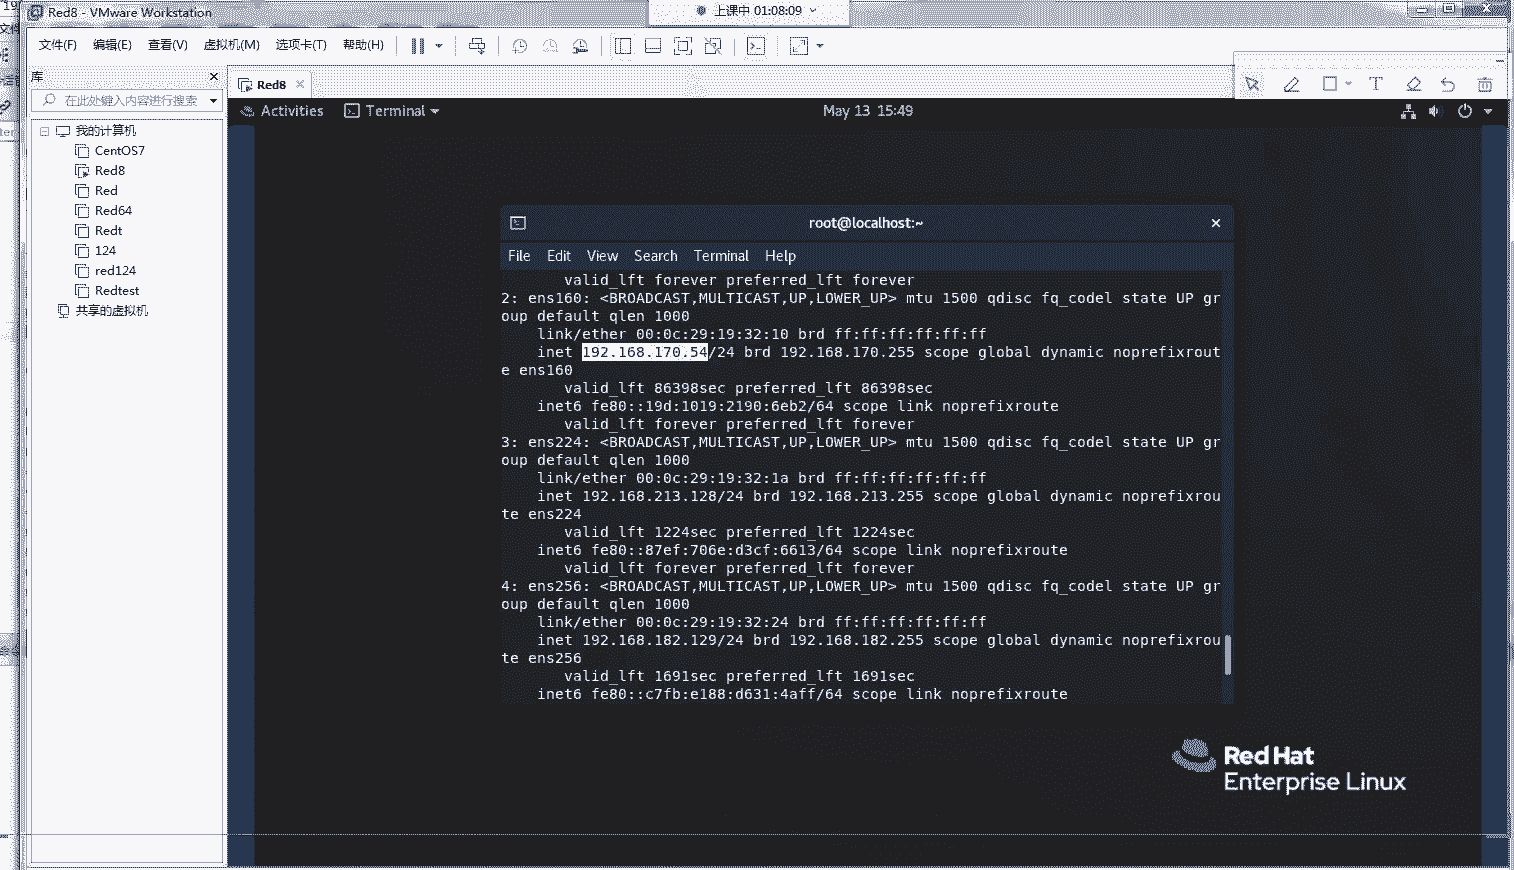 Red8 - VMware Workstation
上课中 01:08:09
文件(F) 编辑(E) 查看(V) 虚拟机(M) 选项卡(T) 帮助(H)
库
在此处键入内容进行搜索
我的计算机
CentOS7
Red8
Red
Red64
Redt
124
red124
Redtest
共享的虚拟机
Red8
T
Activities Terminal May 13 15:49
root@localhost:~
File Edit View Search Terminal Help
valid_lft forever preferred_lft forever
2: ens160: <BROADCAST,MULTICAST,UP,LOWER_UP> mtu 1500 qdisc fq_codel state UP gr
oup default qlen 1000
link/ether 00:0c:29:19:32:10 brd ff:ff:ff:ff:ff:ff
inet 192.168.170.54/24 brd 192.168.170.255 scope global dynamic noprefixrout
e ens160
valid_lft 86398sec preferred_lft 86398sec
inet6 fe80::19d:1019:2190:6eb2/64 scope link noprefixroute
valid_lft forever preferred_lft forever
3: ens224: <BROADCAST,MULTICAST,UP,LOWER_UP> mtu 1500 qdisc fq_codel state UP gr
oup default qlen 1000
link/ether 00:0c:29:19:32:1a brd ff:ff:ff:ff:ff:ff
inet 192.168.213.128/24 brd 192.168.213.255 scope global dynamic noprefixrou
te ens224
valid_lft 1224sec preferred_lft 1224sec
inet6 fe80::87ef:706e:d3cf:6613/64 scope link noprefixroute
valid_lft forever preferred_lft forever
4: ens256: <BROADCAST,MULTICAST,UP,LOWER_UP> mtu 1500 qdisc fq_codel state UP gr
oup default qlen 1000
link/ether 00:0c:29:19:32:24 brd ff:ff:ff:ff:ff:ff
inet 192.168.182.129/24 brd 192.168.182.255 scope global dynamic noprefixrou
te ens256
valid_lft 1691sec preferred_lft 1691sec
inet6 fe80::c7fb:e188:d631:4aff/64 scope link noprefixroute
Red Hat
Enterprise Linux